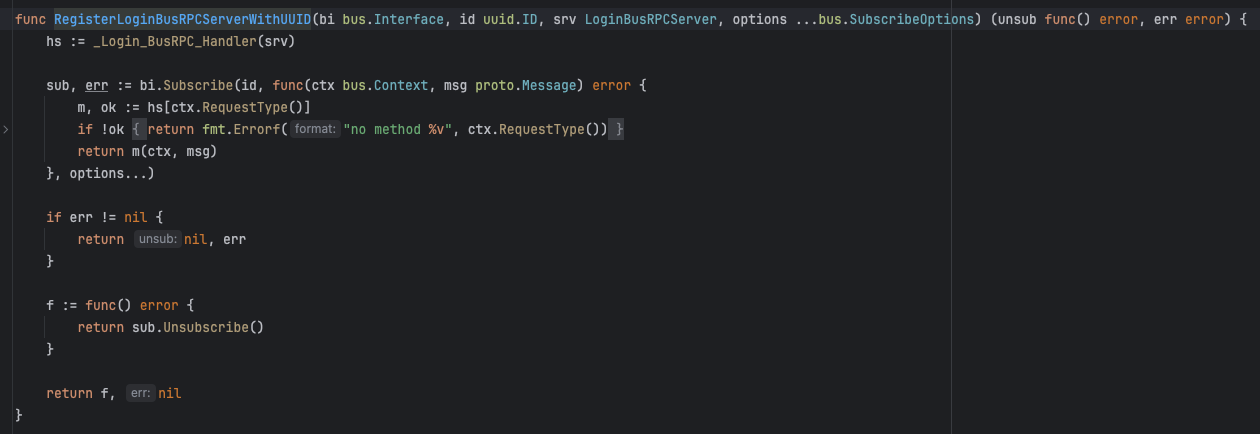 func RegisterLoginBusRPCServerWithUUID(bi bus.Interface, id uuid.ID, srv LoginBusRPCServer, options ...bus.SubscribeOptions) (unsub func() error, err error) {
    hs := _Login_BusRPC_Handler(srv)

    sub, err := bi.Subscribe(id, func(ctx bus.Context, msg proto.Message) error {
        m, ok := hs[ctx.RequestType()]
        if !ok { return fmt.Errorf( format: "no method %v", ctx.RequestType()) }
        return m(ctx, msg)
    }, options...)

    if err != nil {
        return unsub: nil, err
    }

    f := func() error {
        return sub.Unsubscribe()
    }

    return f, err: nil
}